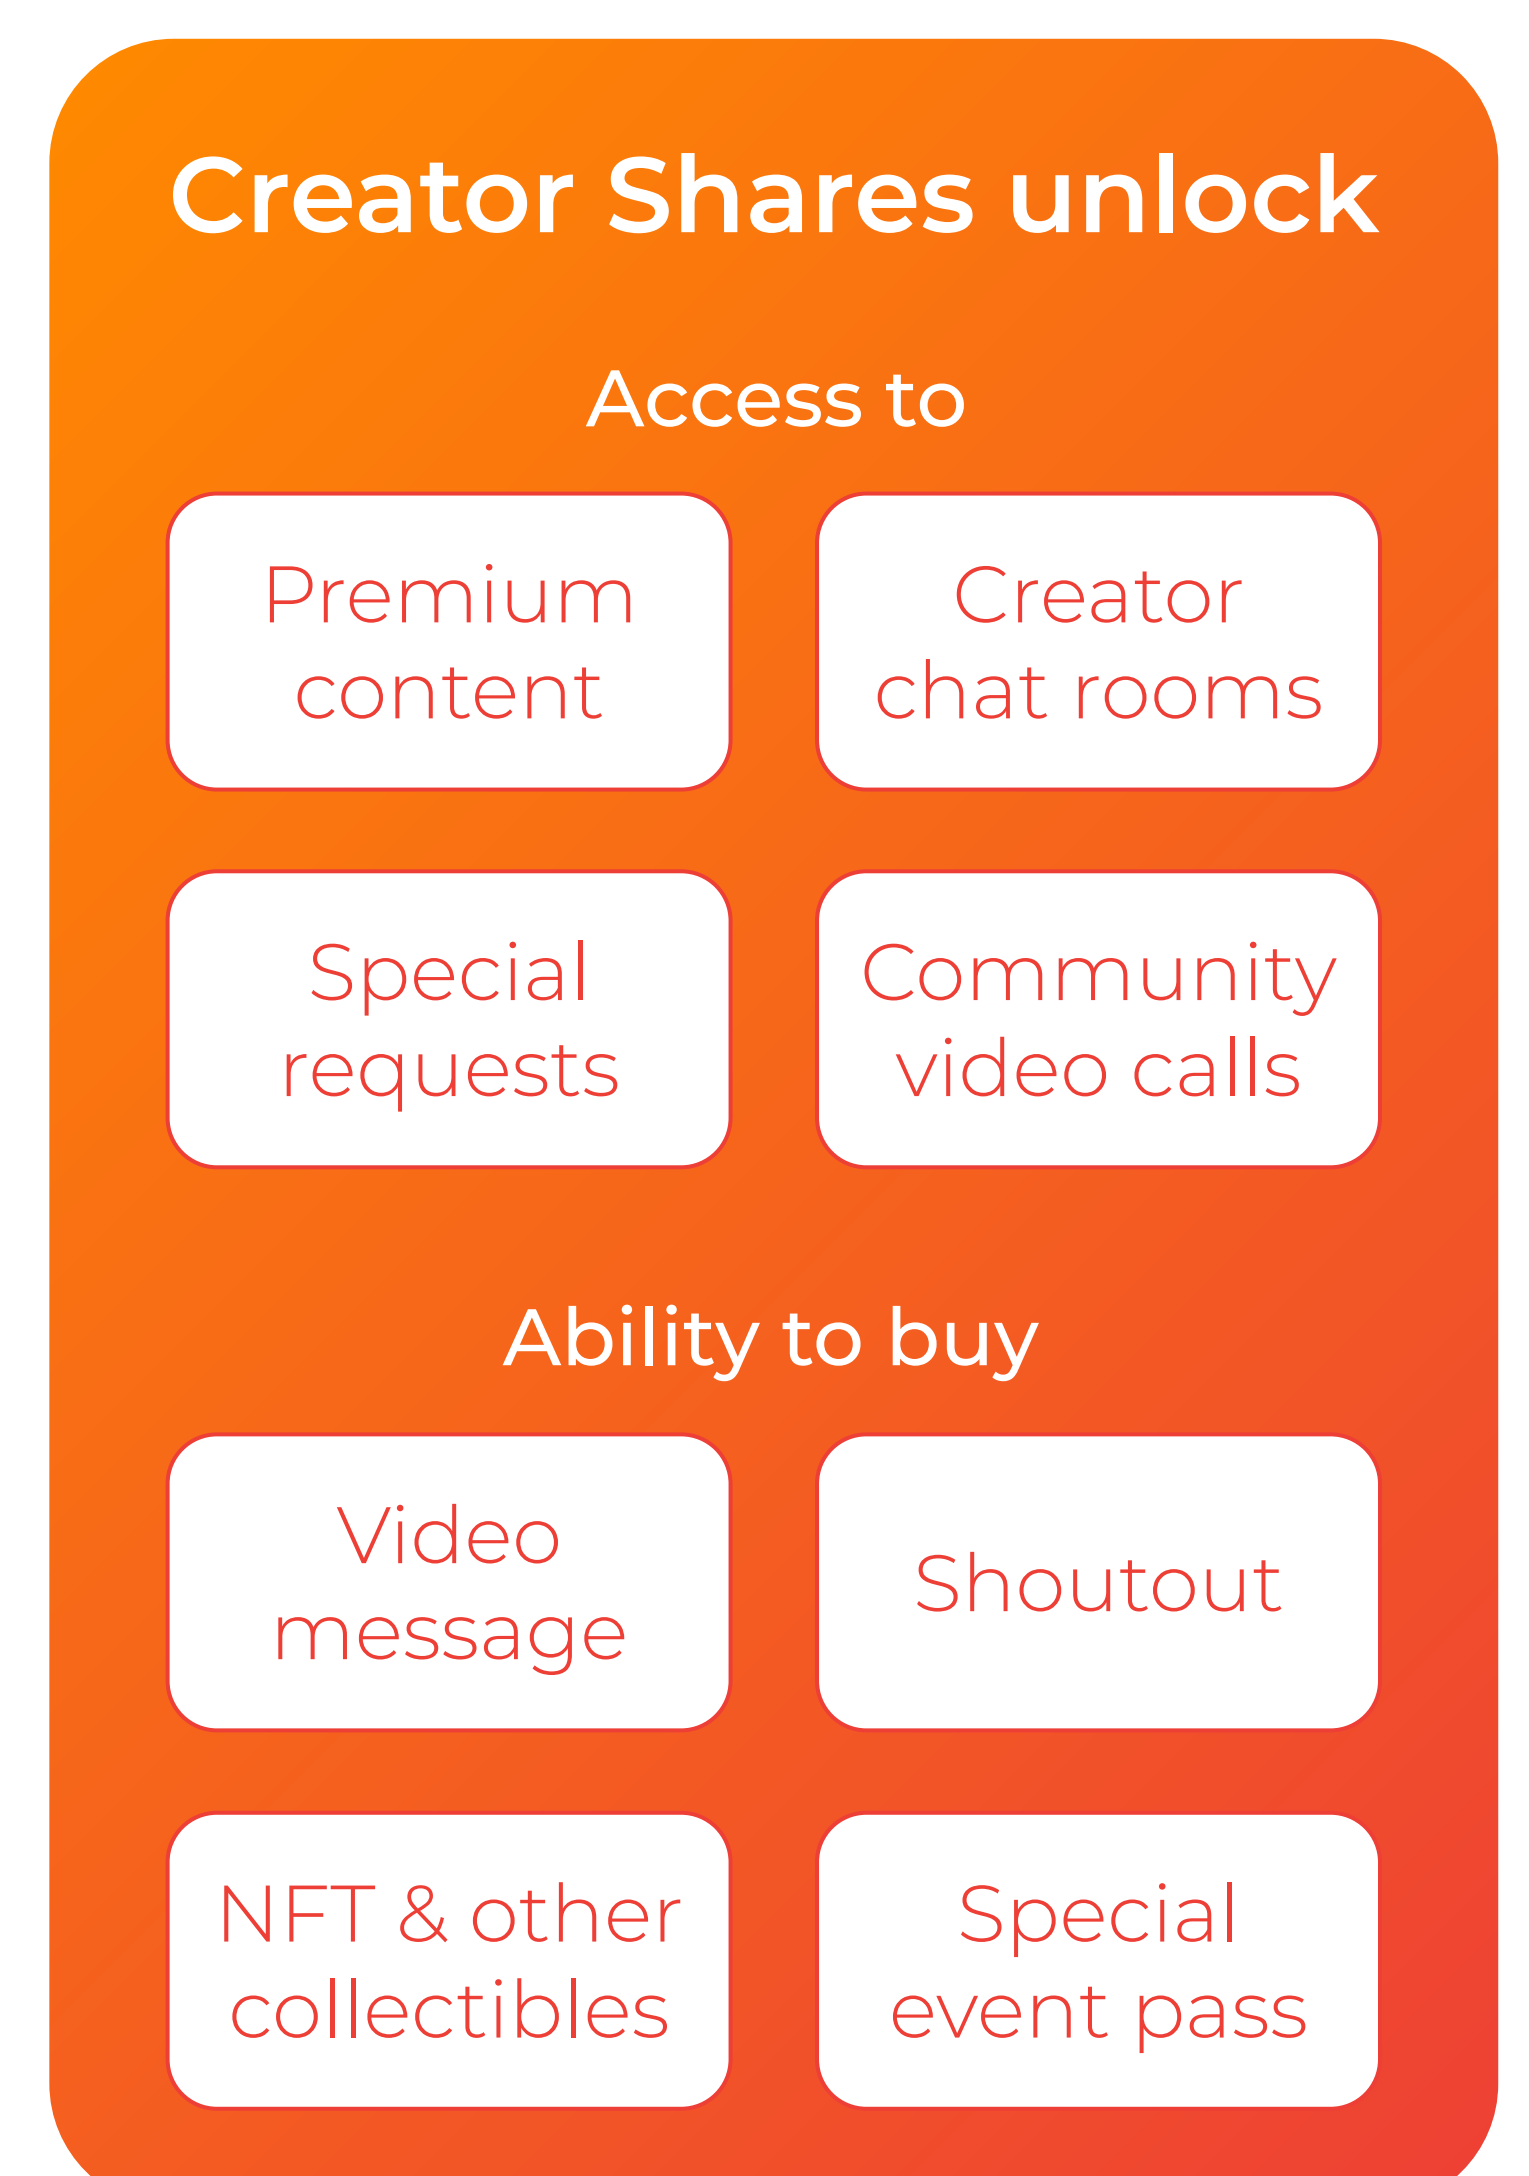 Creator Shares unlock
Access to
Premium
content
Creator
chat rooms
Special
requests
Community
video calls
Ability to buy
Video
message
Shoutout
NFT & other
collectibles
Special
event pass